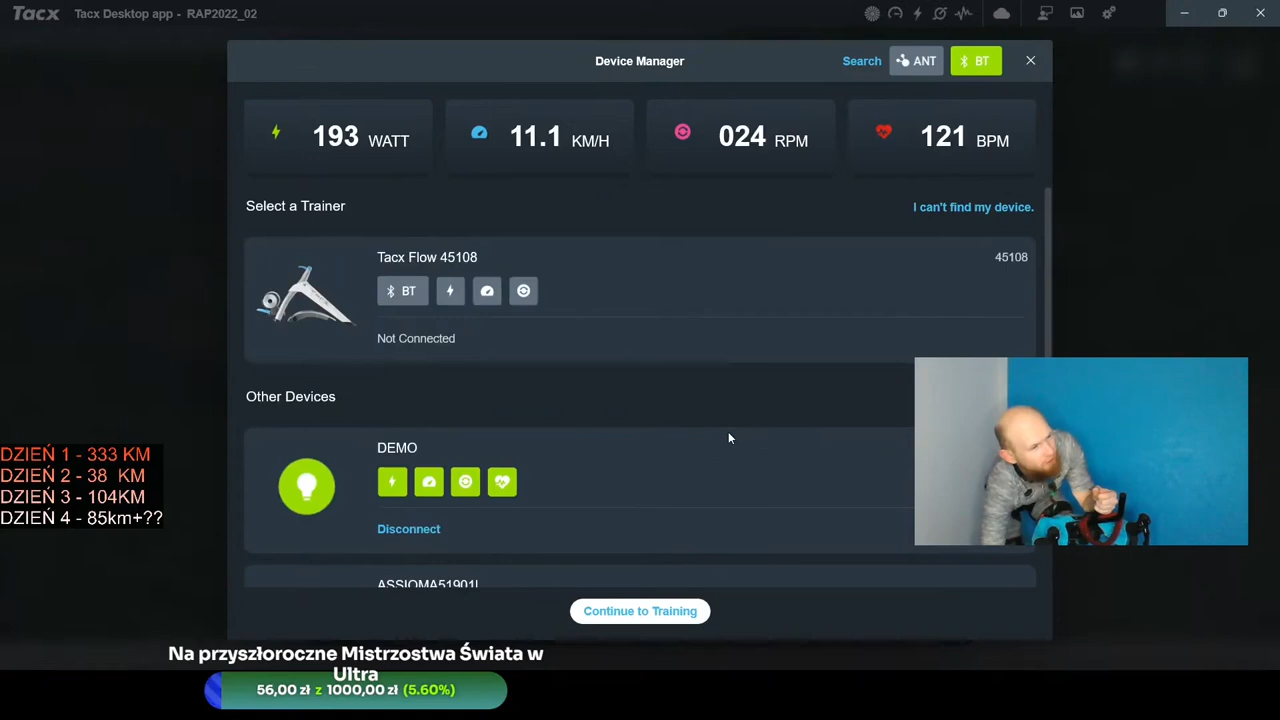 Tacx Tacx Desktop app - RAP2022_02
Device Manager
Search ANT BT
193 WATT
11.1 KM/H
024 RPM
121 BPM
Select a Trainer
I can't find my device.
Tacx Flow 45108
45108
BT
Not Connected
Other Devices
DEMO
Disconnect
ASSIOMA51901L
Continue to Training
DZIEŃ 1 - 333 KM
DZIEŃ 2 - 38 KM
DZIEŃ 3 - 104KM
DZIEŃ 4 - 85km+??
Na przyszłoroczne Mistrzostwa Świata w
Ultra
56,00 zł z 1000,00 zł (5.60%)